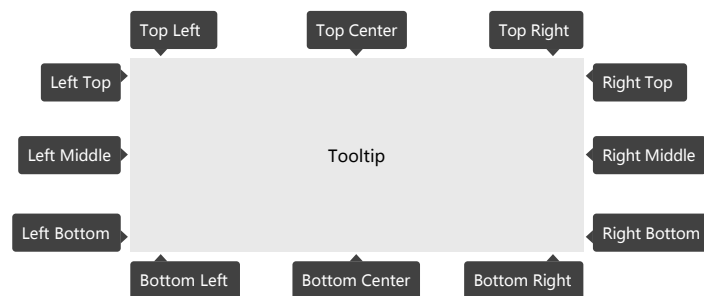 Top Left
Top Center
Top Right
Left Top
Right Top
Left Middle
Tooltip
Right Middle
Left Bottom
Right Bottom
Bottom Left
Bottom Center
Bottom Right